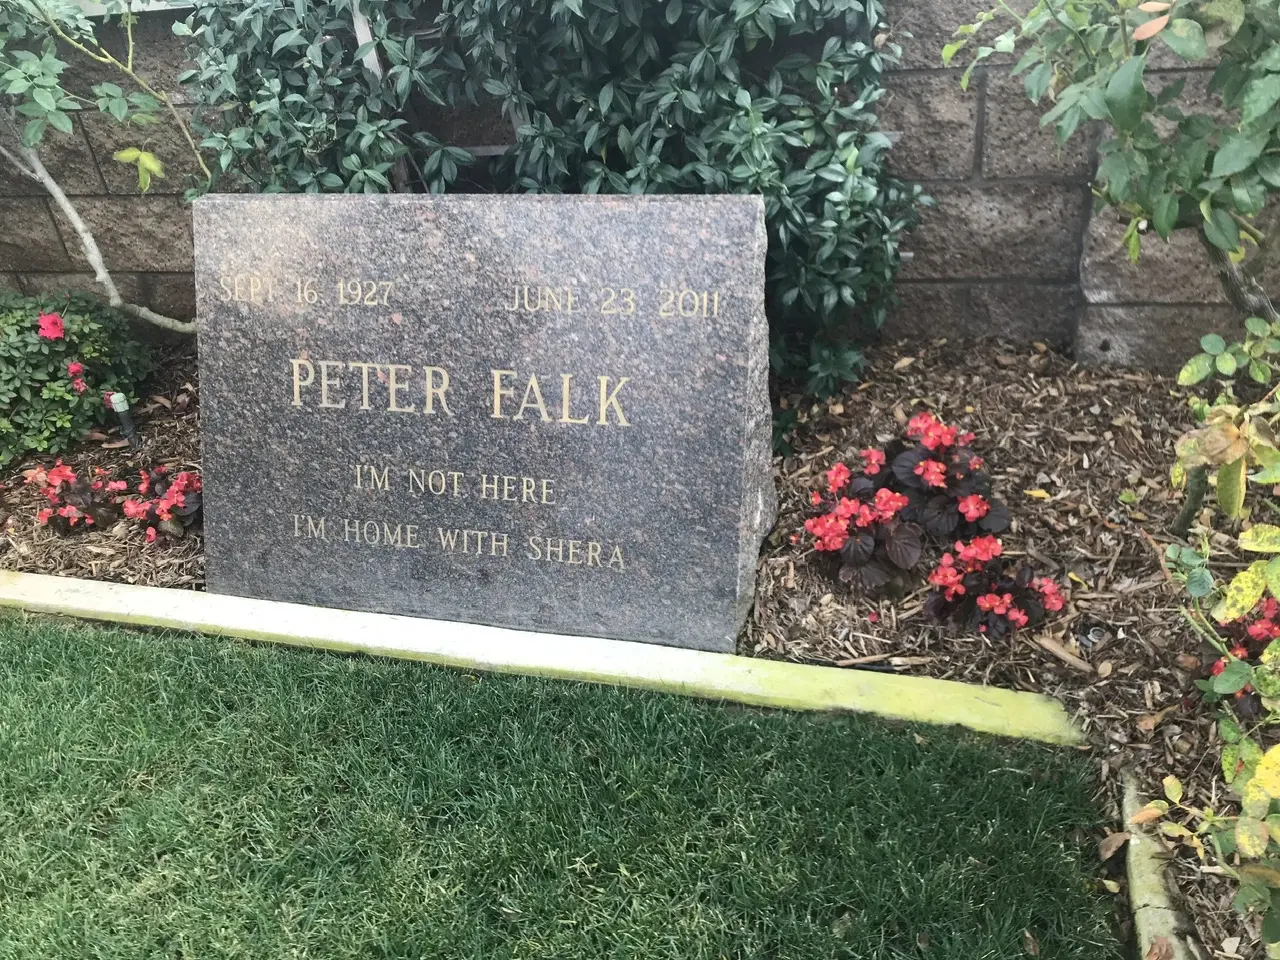 SEPT 16 1927 JUNE 23 2011
PETER FALK
I'M NOT HERE
I'M HOME WITH SHERA